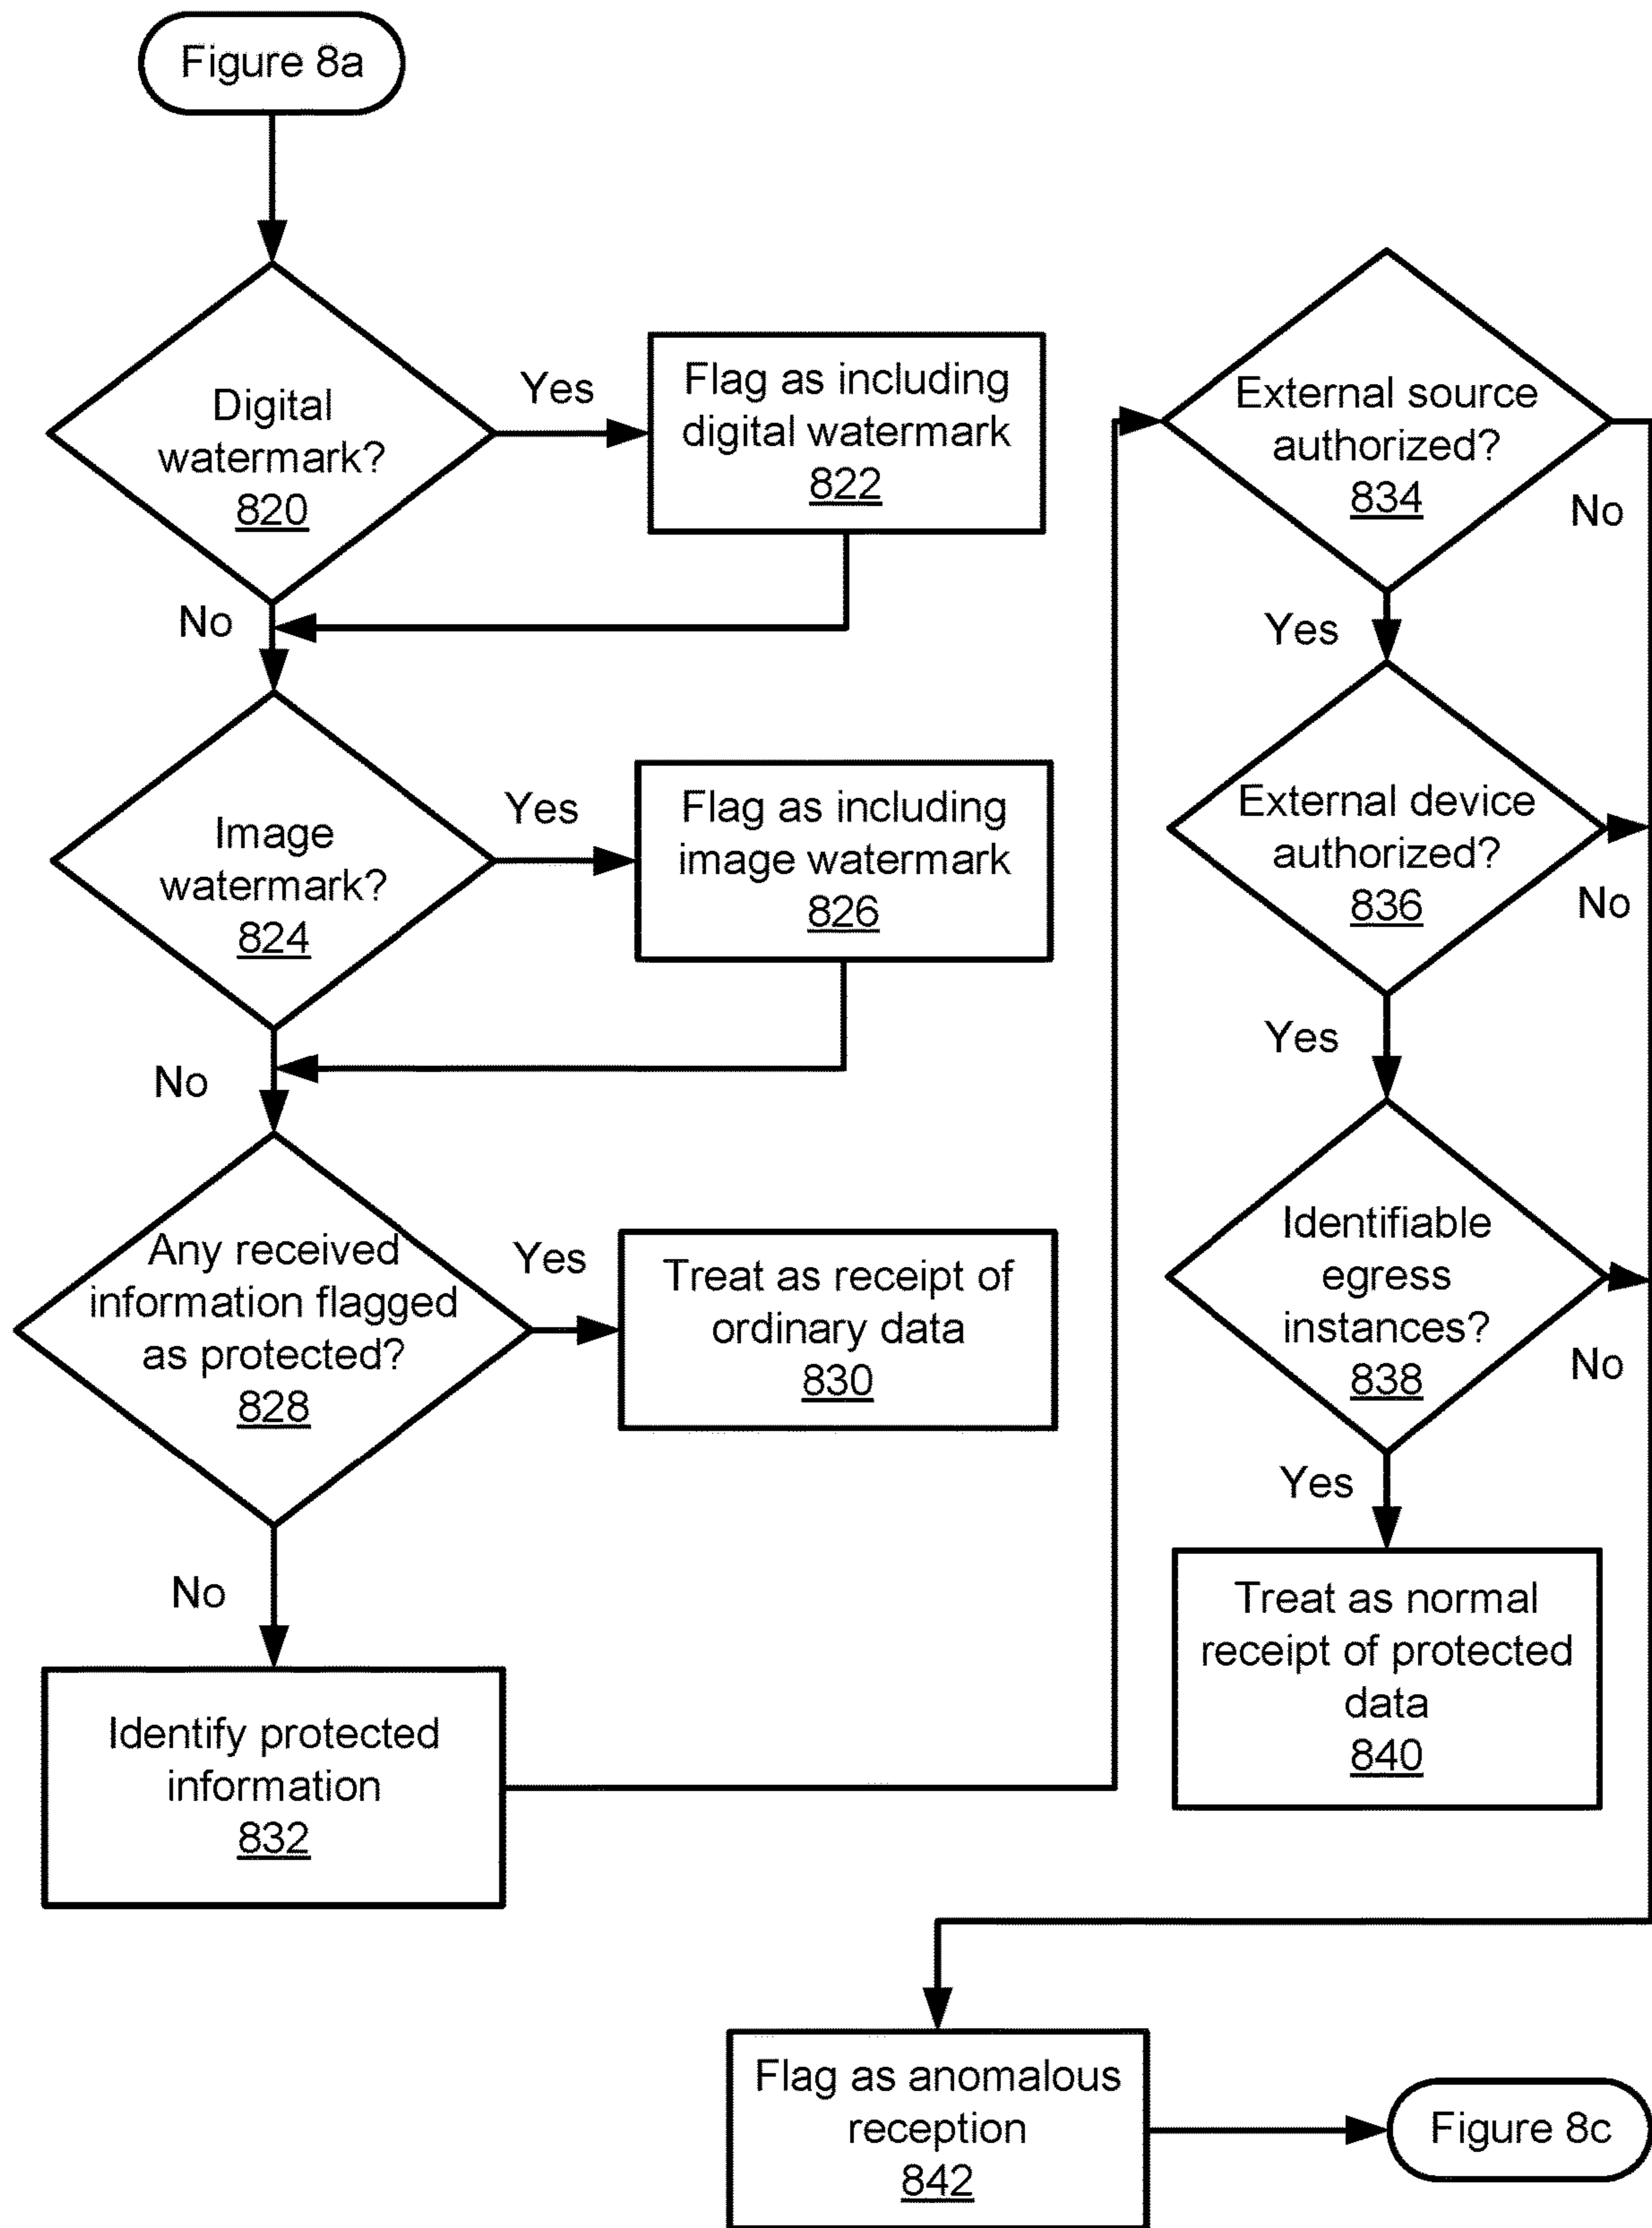 Figure 8a
Digital
watermark?
820
Yes
Flag as including
digital watermark
822
No
Image
watermark?
824
Yes
Flag as including
image watermark
826
No
Any received
information flagged
as protected?
828
Yes
Treat as receipt of
ordinary data
830
No
Identify protected
information
832
External source
authorized?
834
No
Yes
External device
authorized?
836
No
Yes
Identifiable
egress
instances?
838
No
Yes
Treat as normal
receipt of protected
data
840
Flag as anomalous
reception
842
Figure 8c